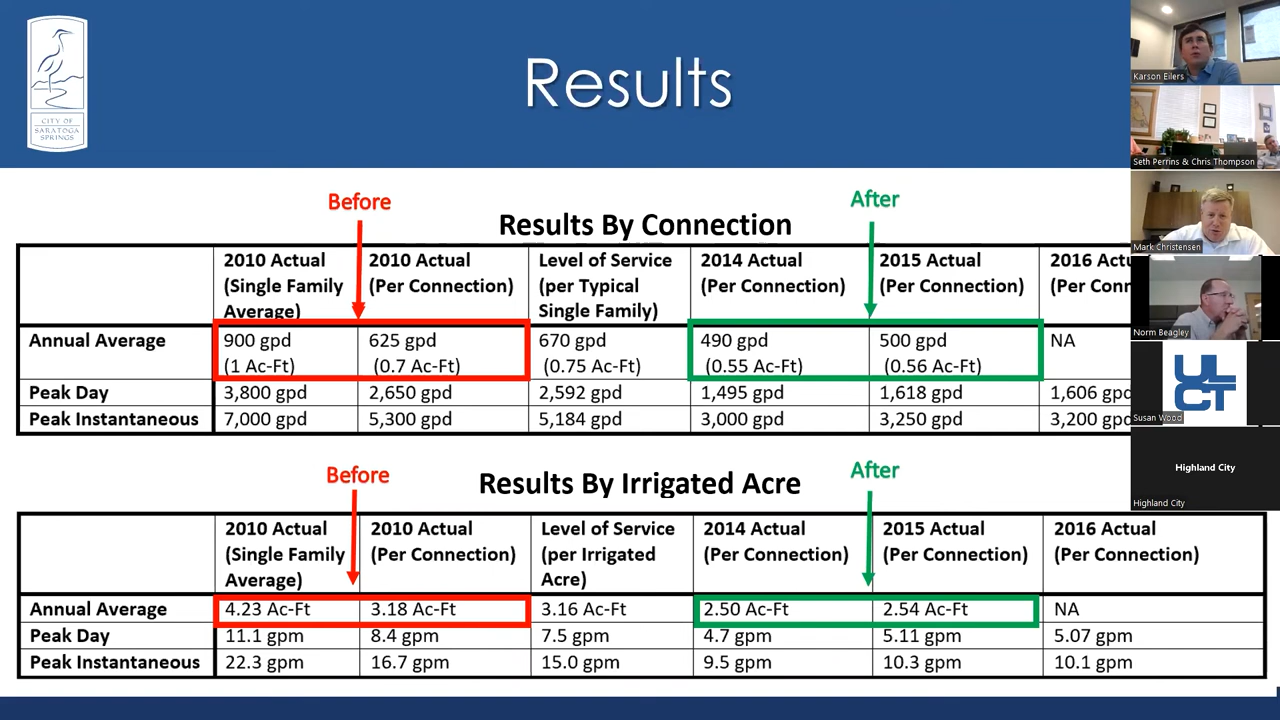 CITY OF
SARATOGA
SPRINGS
Results
Before
After
Results By Connection
2010 Actual (Single Family Average) 2010 Actual (Per Connection) Level of Service (per Typical Single Family) 2014 Actual (Per Connection) 2015 Actual (Per Connection) 2016
Annual Average 900 gpd (1 Ac-Ft) 625 gpd (0.7 Ac-Ft) 670 gpd (0.75 Ac-Ft) 490 gpd (0.55 Ac-Ft) 500 gpd (0.56 Ac-Ft) NA
Peak Day 3,800 gpd 2,650 gpd 2,592 gpd 1,495 gpd 1,618 gpd 1,606 gpd
Peak Instantaneous 7,000 gpd 5,300 gpd 5,184 gpd 3,000 gpd 3,250 gpd 3,200 gpd
Before
After
Results By Irrigated Acre
2010 Actual (Single Family Average) 2010 Actual (Per Connection) Level of Service (per Irrigated Acre) 2014 Actual (Per Connection) 2015 Actual (Per Connection) 2016 Actual (Per Connection)
Annual Average 4.23 Ac-Ft 3.18 Ac-Ft 3.16 Ac-Ft 2.50 Ac-Ft 2.54 Ac-Ft NA
Peak Day 11.1 gpm 8.4 gpm 7.5 gpm 4.7 gpm 5.11 gpm 5.07 gpm
Peak Instantaneous 22.3 gpm 16.7 gpm 15.0 gpm 9.5 gpm 10.3 gpm 10.1 gpm
Karson Eilers
Seth Perrins & Chris Thompson
Mark Christensen
Norm Beagley
UL
CT
Susan Wood
Highland City
Highland City